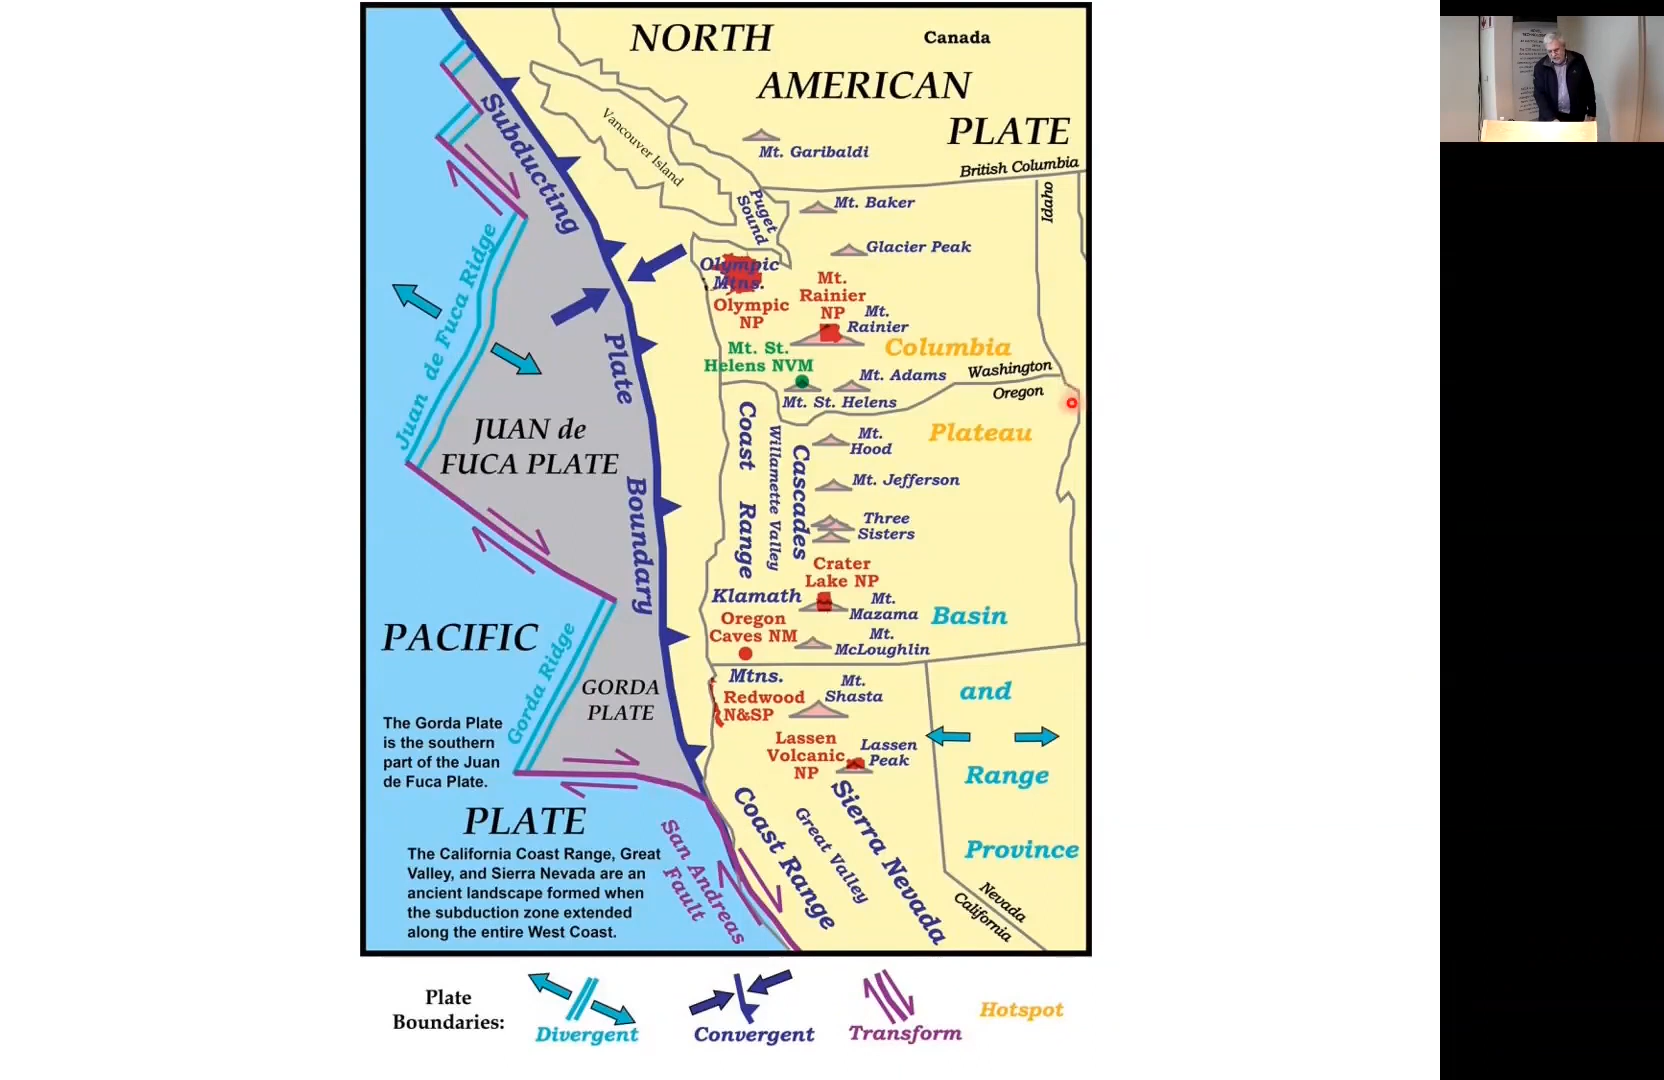 NORTH
AMERICAN
PLATE
Canada
Subducting
Plate
Boundary
Vancouver Island
Mt. Garibaldi
British Columbia
Idaho
Puget
Sound
Mt. Baker
Glacier Peak
Olympic
Mtns.
Olympic
NP
Mt.
Rainier
NP
Mt.
Rainier
Mt. St.
Helens NVM
Columbia
Washington
Oregon
Mt. Adams
Mt. St. Helens
Plateau
Juan de Fuca Ridge
JUAN de
FUCA PLATE
Coast Range
Willamette Valley
Cascades
Mt.
Hood
Mt. Jefferson
Three
Sisters
Crater
Lake NP
Klamath
Mt.
Mazama
Basin
Oregon
Caves NM
Mt.
McLoughlin
PACIFIC
Gorda Ridge
GORDA
PLATE
Mtns.
Redwood
N&SP
Mt.
Shasta
and
The Gorda Plate
is the southern
part of the Juan
de Fuca Plate.
Lassen
Volcanic
NP
Lassen
Peak
Range
PLATE
San Andreas
Fault
Coast Range
Great Valley
Sierra Nevada
Province
The California Coast Range, Great
Valley, and Sierra Nevada are an
ancient landscape formed when
the subduction zone extended
along the entire West Coast.
Nevada
California
Plate
Boundaries:
Divergent
Convergent
Transform
Hotspot